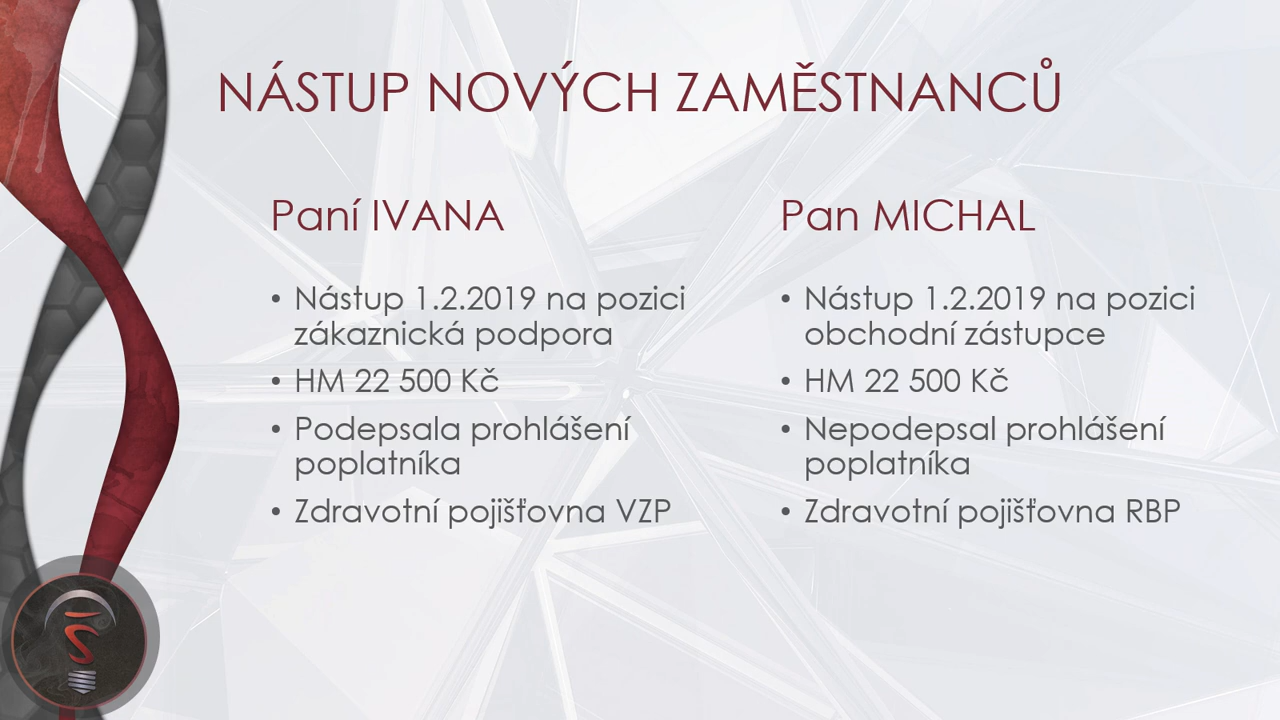 NÁSTUP NOVÝCH ZAMĚSTNANCŮ
Paní IVANA
• Nástup 1.2.2019 na pozici
zákaznická podpora
• HM 22 500 Kč
• Podepsala prohlášení
poplatníka
• Zdravotní pojišťovna VZP
Pan MICHAL
• Nástup 1.2.2019 na pozici
obchodní zástupce
• HM 22 500 Kč
• Nepodepsal prohlášení
poplatníka
• Zdravotní pojišťovna RBP